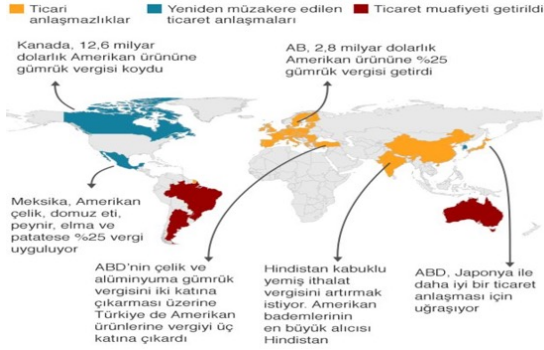 Ticari
anlaşmazlıklar
Yeniden müzakere edilen
ticaret anlaşmaları
Ticaret muafiyeti getirildi
Kanada, 12,6 milyar
dolarlık Amerikan ürününe
gümrük vergisi koydu
AB, 2,8 milyar dolarlık
Amerikan ürününe %25
gümrük vergisi getirdi
Meksika, Amerikan
çelik, domuz eti,
peynir, elma ve
patatese %25 vergi
uyguluyor
ABD'nin çelik ve
alüminyuma gümrük
vergisini iki katına
çıkarması üzerine
Türkiye de Amerikan
ürünlerine vergiyi üç
katına çıkardı
Hindistan kabuklu
yemiş ithalat
vergisini artırmak
istiyor. Amerikan
bademlerinin
en büyük alıcısı
Hindistan
ABD, Japonya ile
daha iyi bir ticaret
anlaşması için
uğraşıyor